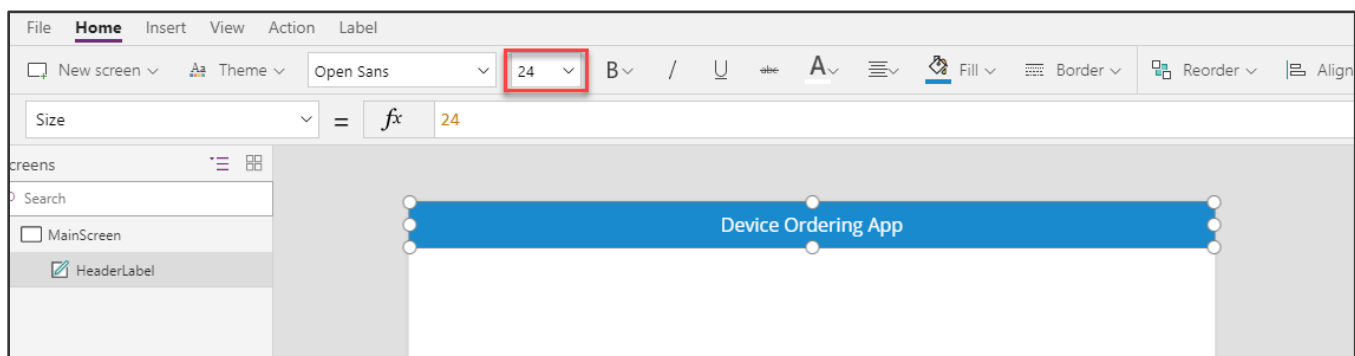 File Home Insert View Action Label
New screen Theme Open Sans 24 B / U abc A Fill Border Reorder Align
Size = fx 24
creens
Search
Device Ordering App
MainScreen
HeaderLabel